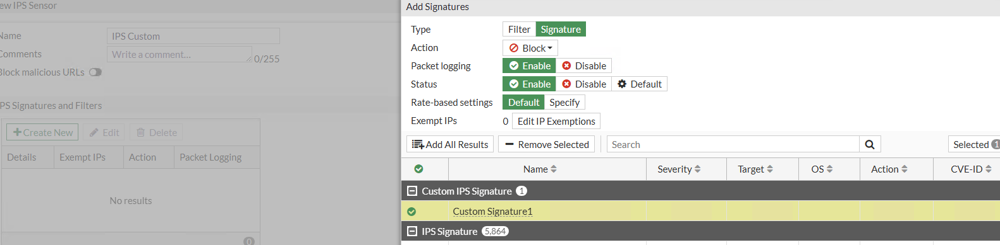 ew IPS Sensor
Name
IPS Custom
Comments
Write a comment...
0/255
Block malicious URLs
PS Signatures and Filters
Create New
Edit
Delete
Details
Exempt IPs
Action
Packet Logging
No results
0
Add Signatures
Type
Filter
Signature
Action
Block
Packet logging
Enable
Disable
Status
Enable
Disable
Default
Rate-based settings
Default
Specify
Exempt IPs
0
Edit IP Exemptions
Add All Results
Remove Selected
Search
Selected 1
Name
Severity
Target
OS
Action
CVE-ID
Custom IPS Signature 1
Custom Signature1
IPS Signature 5,864